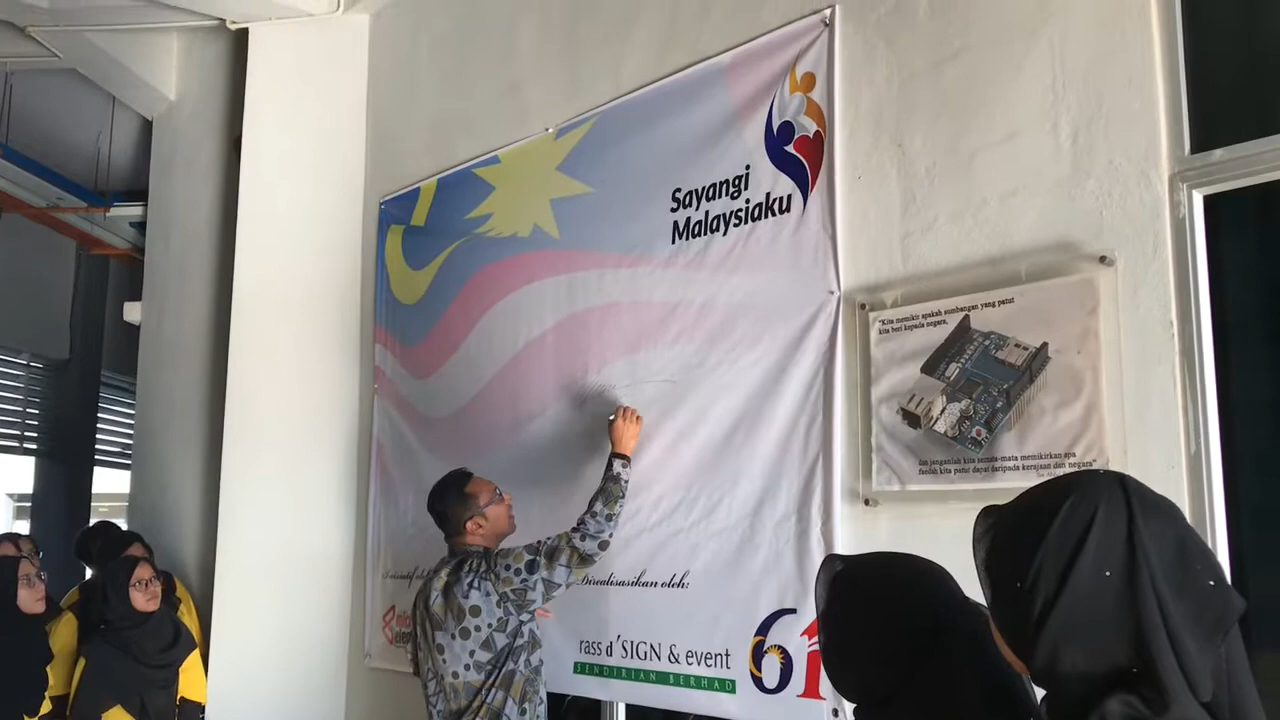 Sayangi
Malaysiaku
"Kita memikir apakah sumbangan yang patut
kita beri kepada negara,
dan janganlah kita semata-mata memikirkan apa
faedah kita patut dapat daripada kerajaan dan negara"
Direalisasikan oleh:
rass d'SIGN & event
SENDIRIAN BERHAD
61